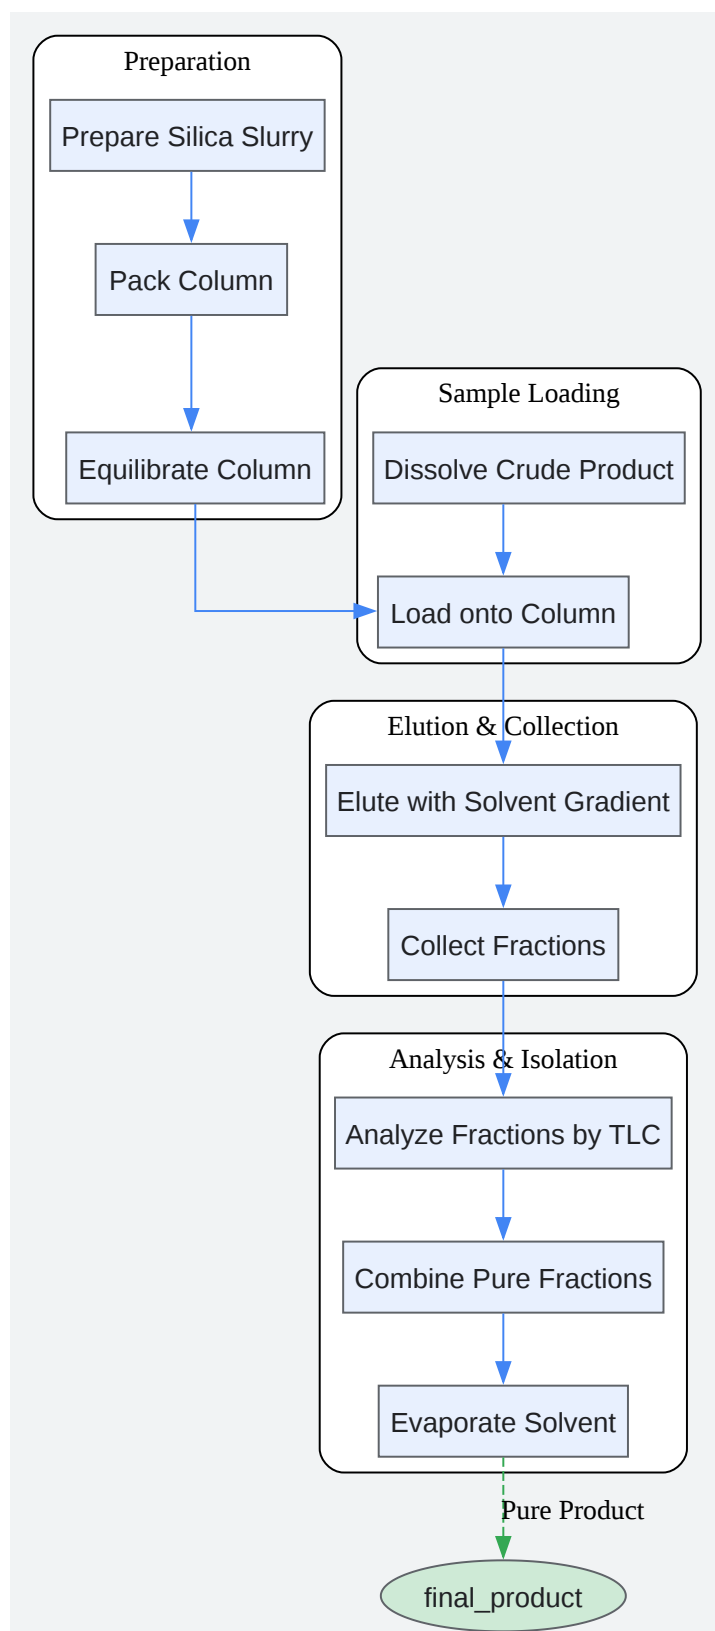 Preparation
Prepare Silica Slurry
Pack Column
Equilibrate Column
Sample Loading
Dissolve Crude Product
Load onto Column
Elution & Collection
Elute with Solvent Gradient
Collect Fractions
Analysis & Isolation
Analyze Fractions by TLC
Combine Pure Fractions
Evaporate Solvent
Pure Product
final_product